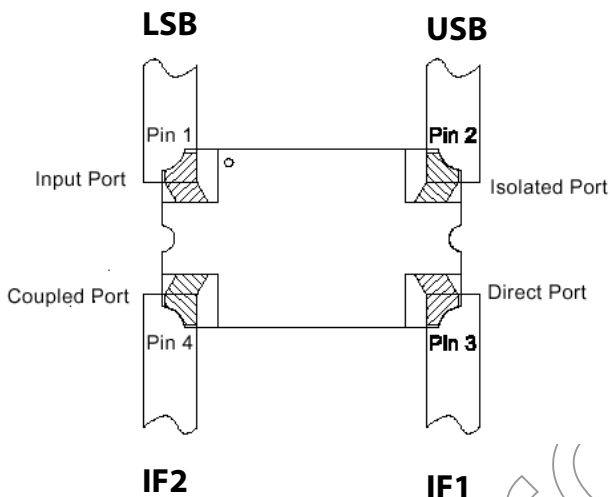 LSB
USB
Pin 1
Pin 2
Input Port
Isolated Port
Coupled Port
Direct Port
Pin 4
Pin 3
IF2
IF1